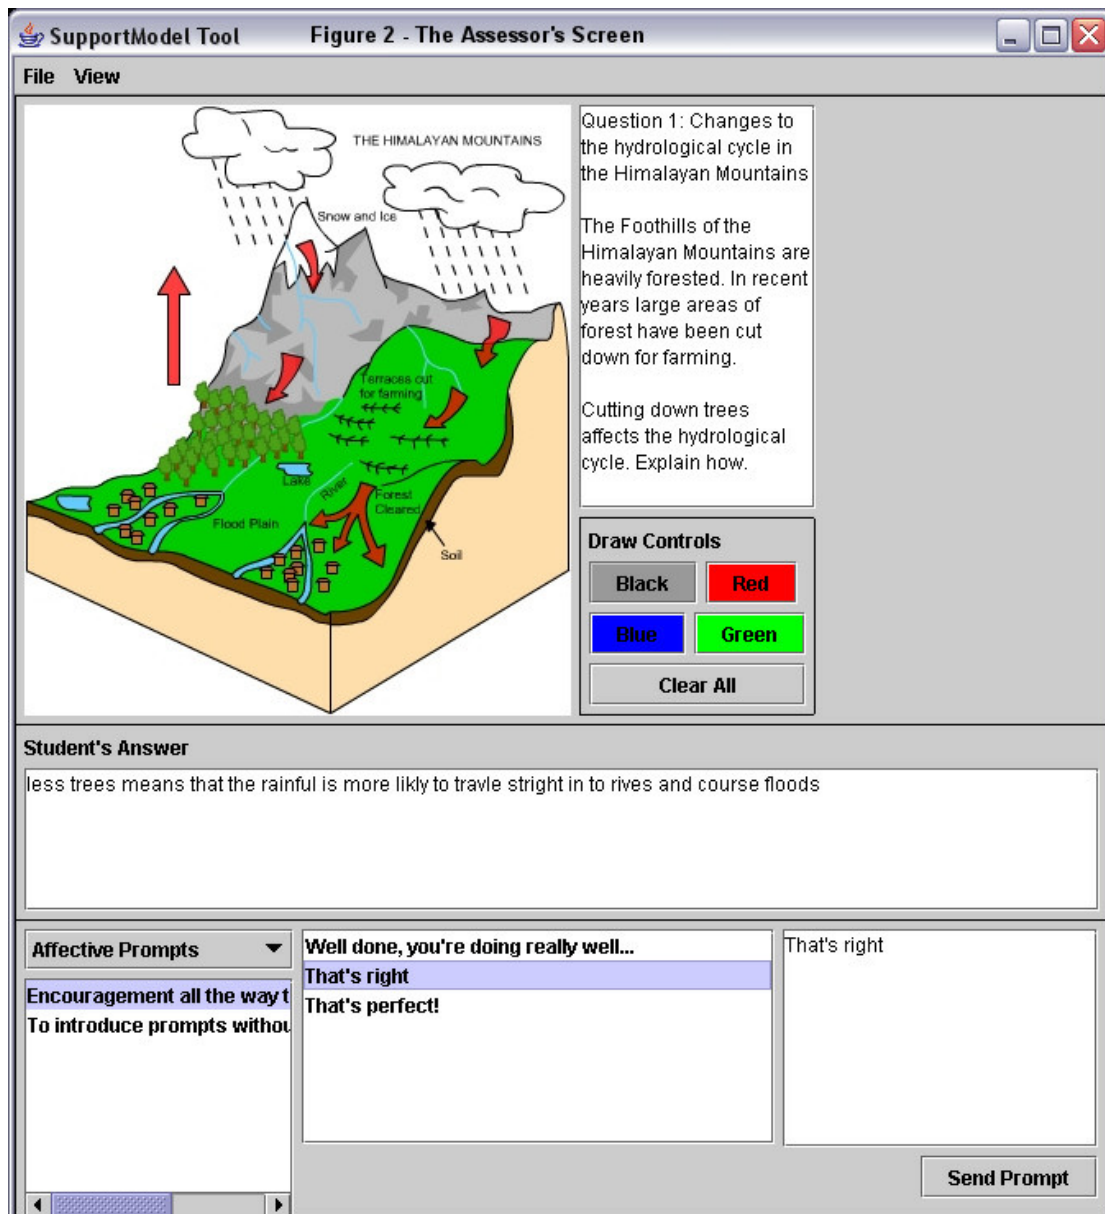 SupportModel Tool Figure 2 - The Assessor's Screen
File View
THE HIMALAYAN MOUNTAINS
Snow and Ice
Terraces cut
for farming
Lake
River
Forest
Cleared
Flood Plain
Soil
Question 1: Changes to
the hydrological cycle in
the Himalayan Mountains
The Foothills of the
Himalayan Mountains are
heavily forested. In recent
years large areas of
forest have been cut
down for farming.
Cutting down trees
affects the hydrological
cycle. Explain how.
Draw Controls
Black Red
Blue Green
Clear All
Student's Answer
less trees means that the rainful is more likly to travle stright in to rives and course floods
Affective Prompts
Encouragement all the way t
To introduce prompts withou
Well done, you're doing really well...
That's right
That's perfect!
That's right
Send Prompt